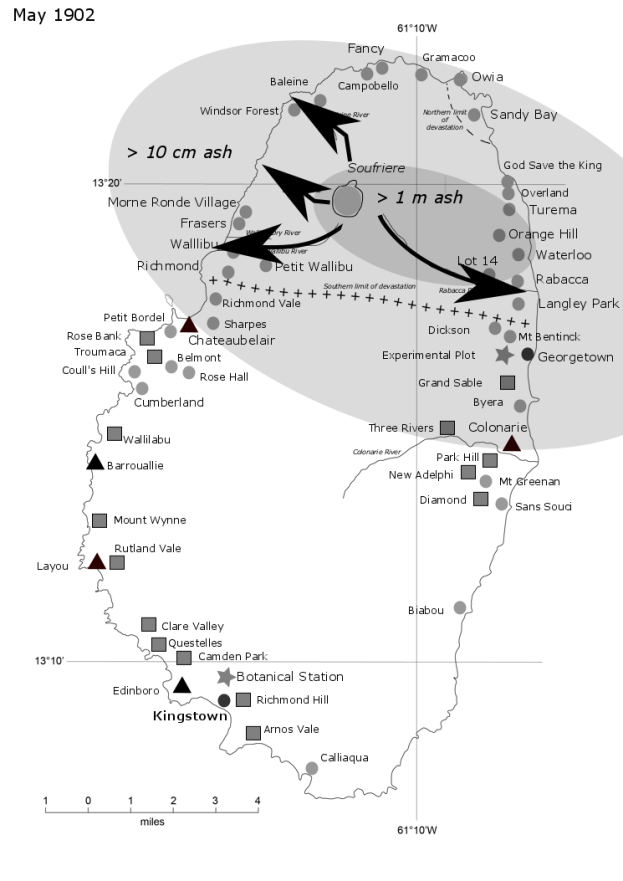 May 1902
61°10'W
Fancy
Gramacoo
Baleine
Campobello
Owia
Windsor Forest
River
Northern limit
of
devastation
Sandy Bay
> 10 cm ash
Soufriere
God Save the King
13°20'
> 1 m ash
Overland
Morne Ronde Village
Turema
Frasers
River
Orange Hill
Walllibu
River
Waterloo
Richmond
Petit Wallibu
Lot 14
Rabacca
Southern limit of devastation
Rabacca
Richmond Vale
Langley Park
Petit Bordel
Sharpes
Dickson
Rose Bank
Chateaubelair
Mt Bentinck
Troumaca
Belmont
Experimental Plot
Georgetown
Coull's Hill
Rose Hall
Grand Sable
Cumberland
Byera
Three Rivers
Colonarie
Wallilabu
Colonarie River
Park Hill
Barrouallie
New Adelphi
Mt Greenan
Diamond
Sans Souci
Mount Wynne
Rutland Vale
Layou
Biabou
Clare Valley
Questelles
13°10'
Camden Park
Botanical Station
Edinboro
Richmond Hill
Kingstown
Arnos Vale
Calliaqua
1 0 1 2 3 4
miles
61°10'W